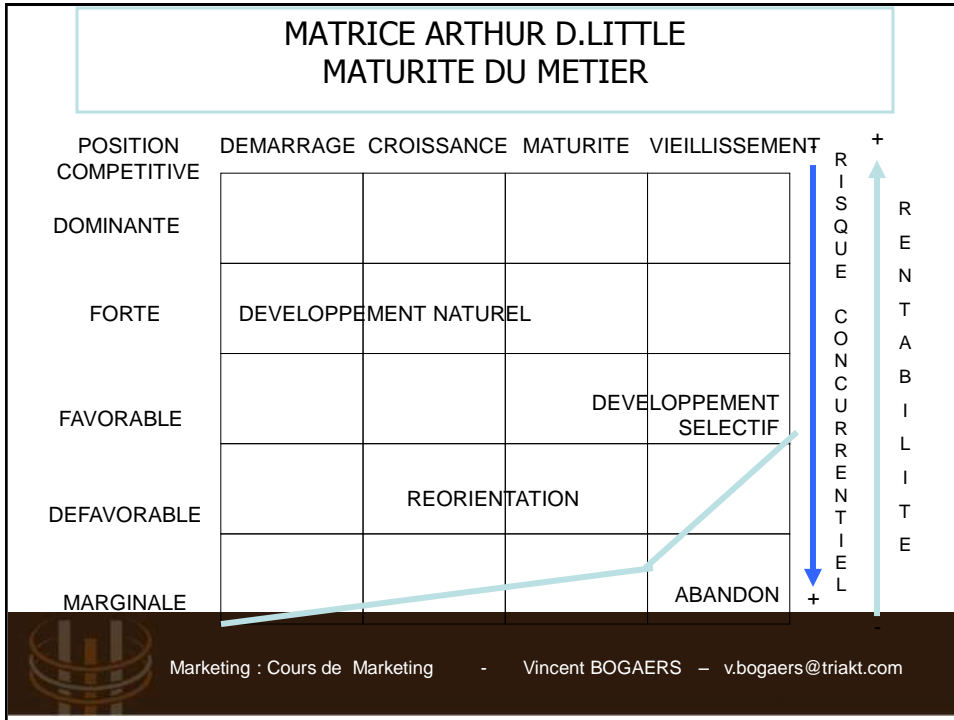 MATRICE ARTHUR D.LITTLE
MATURITE DU METIER
POSITION COMPETITIVE
DEMARRAGE CROISSANCE MATURITE VIEILLISSEMENT
DOMINANTE
FORTE
DEVELOPPEMENT NATUREL
FAVORABLE
DEVELOPPEMENT
SELECTIF
DEFAVORABLE
REORIENTATION
MARGINALE
ABANDON
-
RISQUE CONCURRENTIEL
+
+
RENTABILITE
-
Marketing : Cours de Marketing - Vincent BOGAERS – v.bogaers@triakt.com